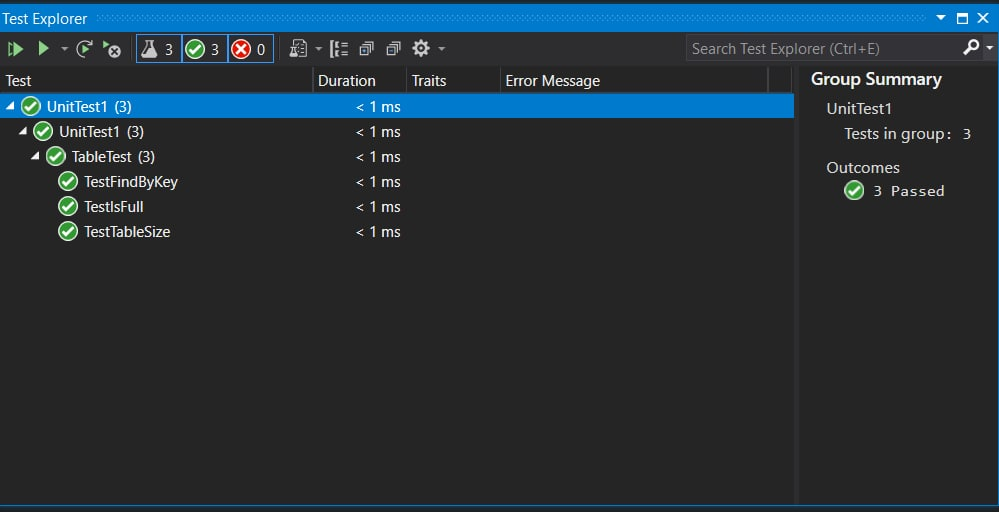 Test Explorer
3 3 0
Search Test Explorer (Ctrl+E)
Test Duration Traits Error Message
UnitTest1 (3) < 1 ms
UnitTest1 (3) < 1 ms
TableTest (3) < 1 ms
TestFindByKey < 1 ms
TestIsFull < 1 ms
TestTableSize < 1 ms
Group Summary
UnitTest1
Tests in group: 3
Outcomes
3 Passed